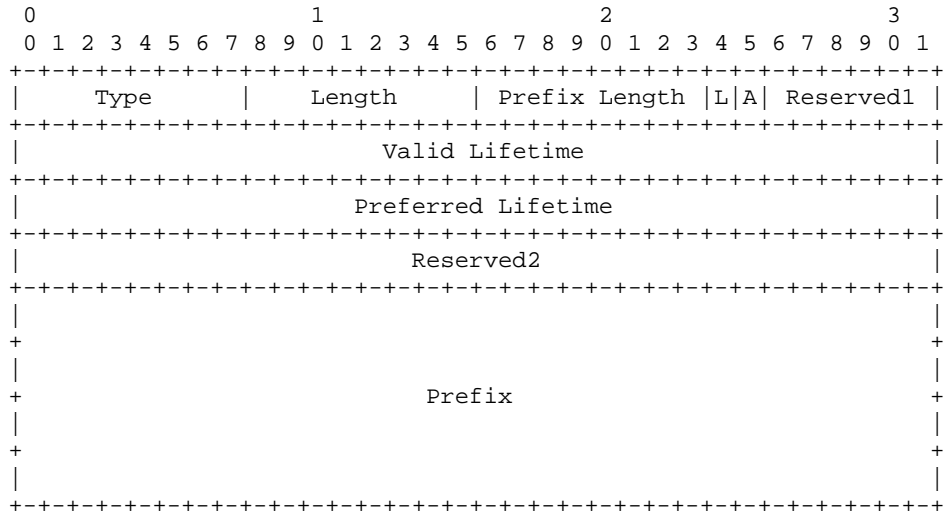 0                   1                   2                   3
 0 1 2 3 4 5 6 7 8 9 0 1 2 3 4 5 6 7 8 9 0 1 2 3 4 5 6 7 8 9 0 1
+-+-+-+-+-+-+-+-+-+-+-+-+-+-+-+-+-+-+-+-+-+-+-+-+-+-+-+-+-+-+-+-+
|     Type      |    Length     | Prefix Length |L|A| Reserved1 |
+-+-+-+-+-+-+-+-+-+-+-+-+-+-+-+-+-+-+-+-+-+-+-+-+-+-+-+-+-+-+-+-+
|                         Valid Lifetime                        |
+-+-+-+-+-+-+-+-+-+-+-+-+-+-+-+-+-+-+-+-+-+-+-+-+-+-+-+-+-+-+-+-+
|                       Preferred Lifetime                      |
+-+-+-+-+-+-+-+-+-+-+-+-+-+-+-+-+-+-+-+-+-+-+-+-+-+-+-+-+-+-+-+-+
|                           Reserved2                           |
+-+-+-+-+-+-+-+-+-+-+-+-+-+-+-+-+-+-+-+-+-+-+-+-+-+-+-+-+-+-+-+-+
|                                                               |
+                                                               +
|                                                               |
+                            Prefix                             +
|                                                               |
+                                                               +
|                                                               |
+-+-+-+-+-+-+-+-+-+-+-+-+-+-+-+-+-+-+-+-+-+-+-+-+-+-+-+-+-+-+-+-+